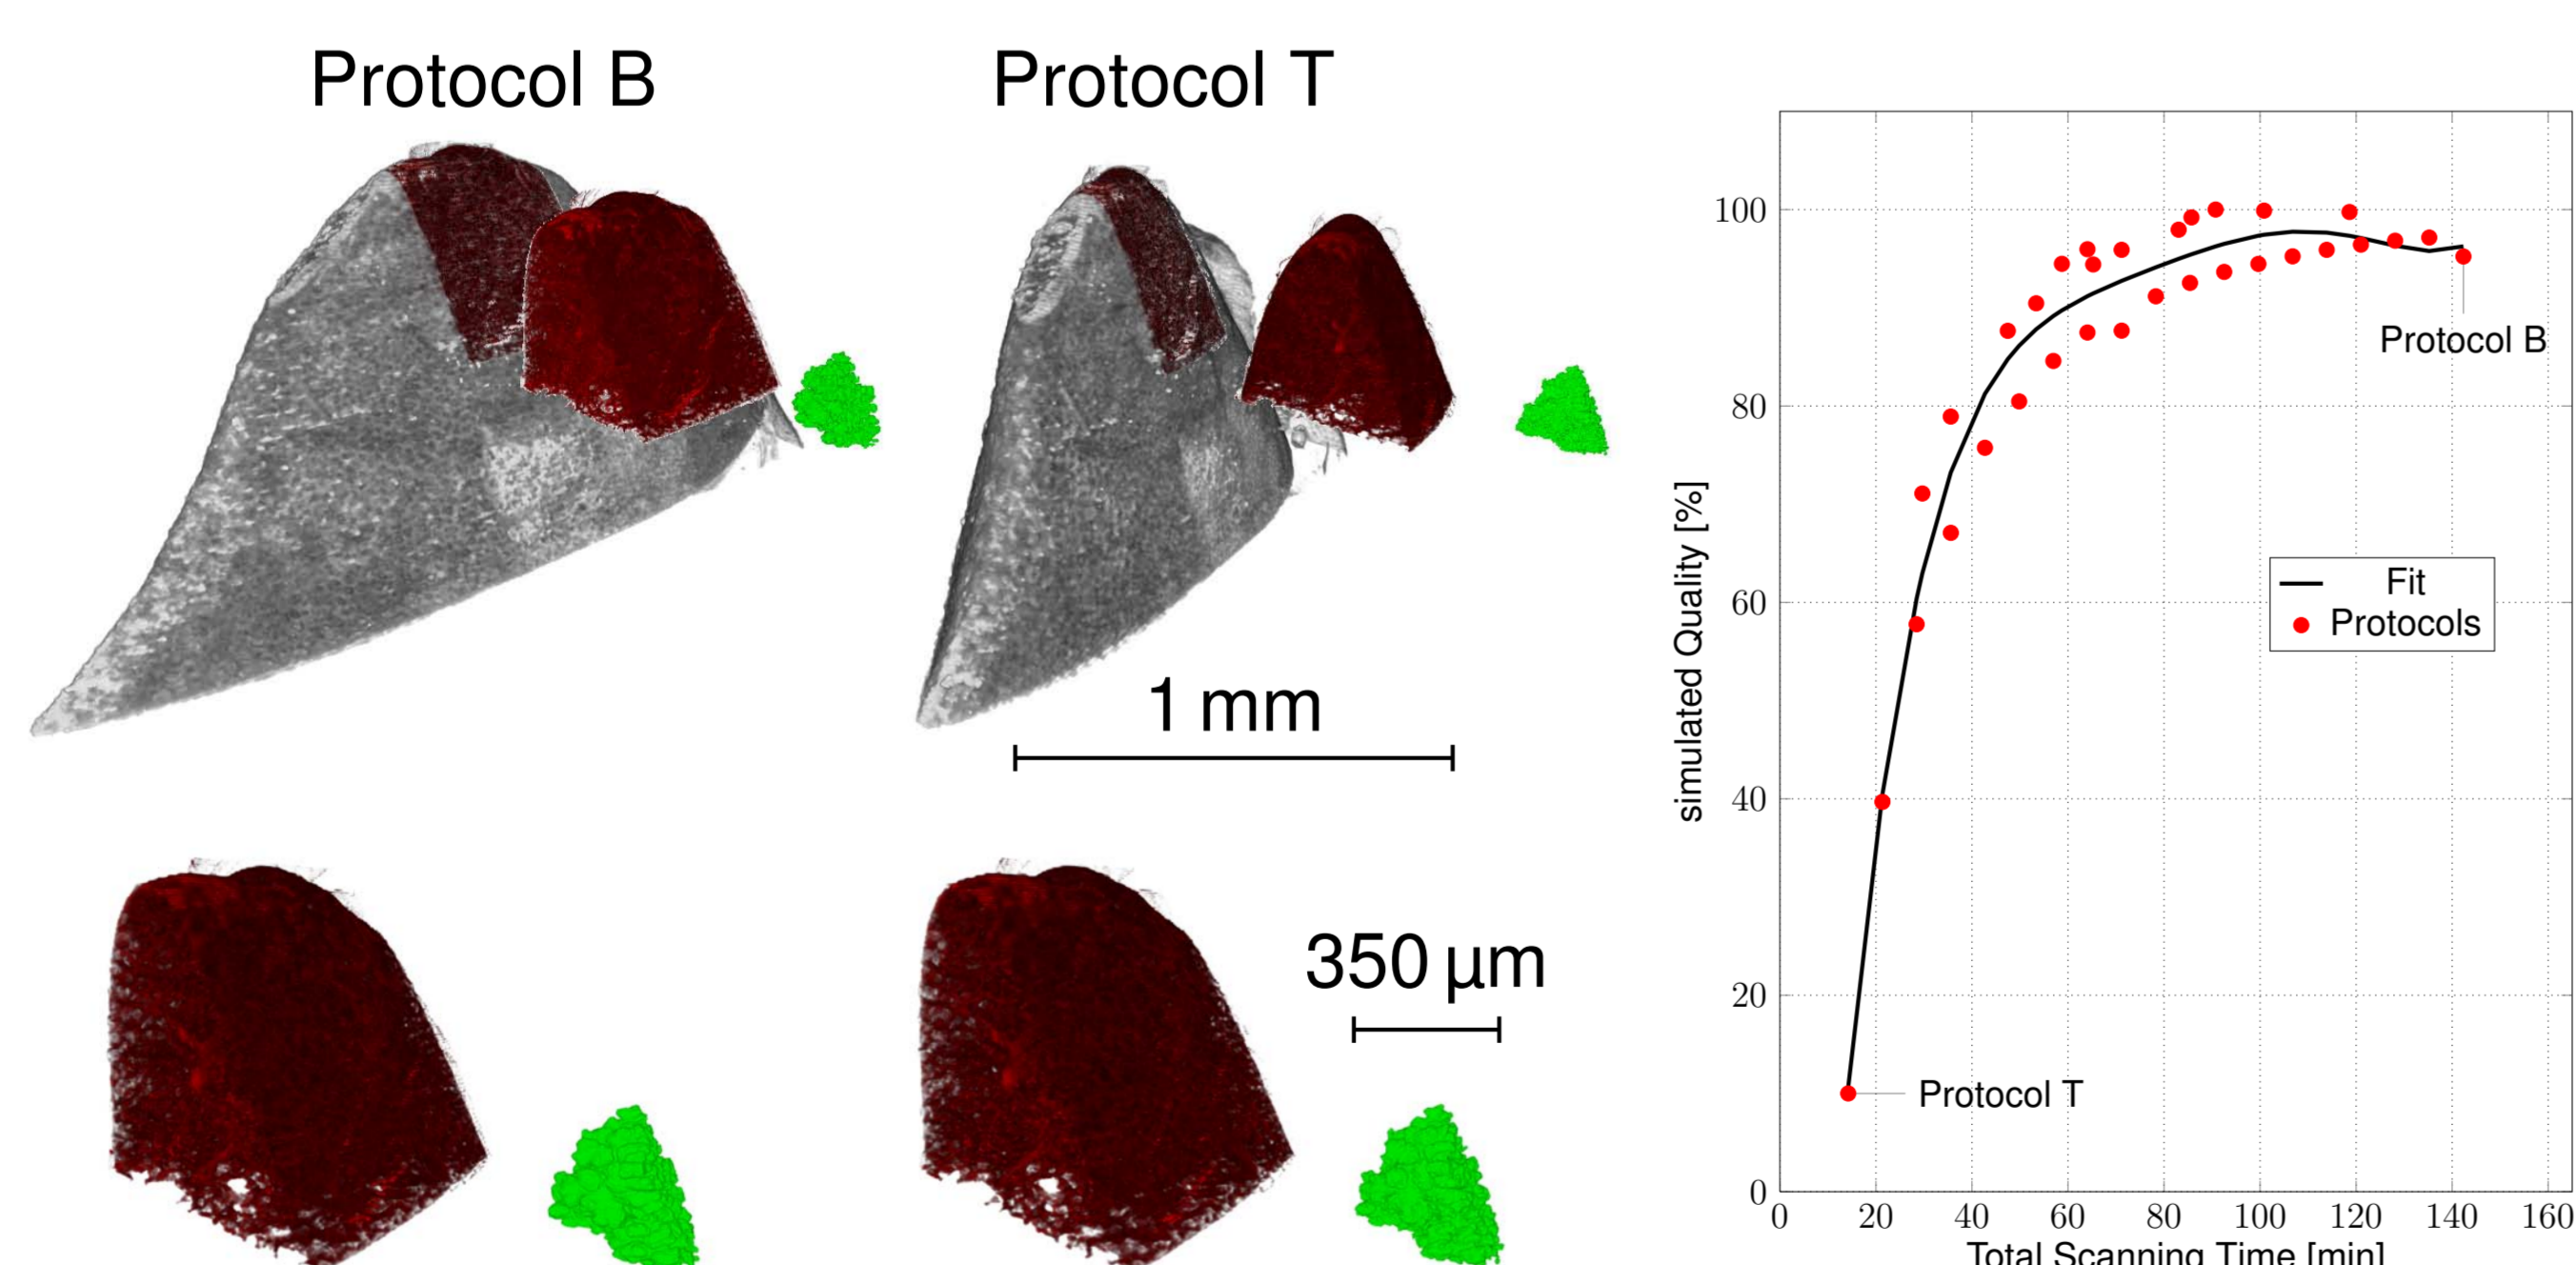 Protocol B
Protocol T
1 mm
350 µm
simulated Quality [%]
100
80
60
40
20
0
Protocol B
Fit
Protocols
Protocol T
0 20 40 60 80 100 120 140 160
Total Scanning Time [min]